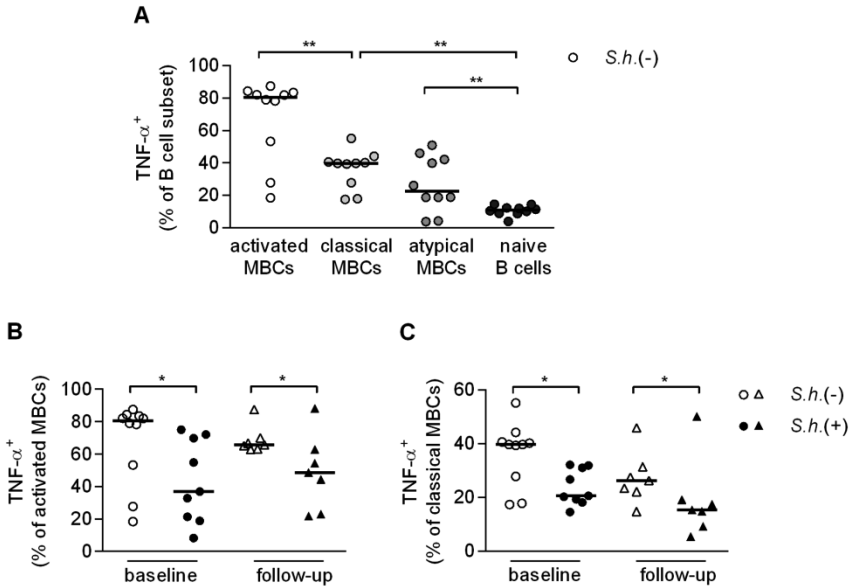 A
** **
S.h.(-)
**
TNF-α+
(% of B cell subset)
100
80
60
40
20
0
activated MBCs
classical MBCs
atypical MBCs
naive B cells
B
* *
TNF-α+
(% of activated MBCs)
100
80
60
40
20
0
baseline follow-up
C
* *
TNF-α+
(% of classical MBCs)
60
40
20
0
baseline follow-up
S.h.(-)
S.h.(+)